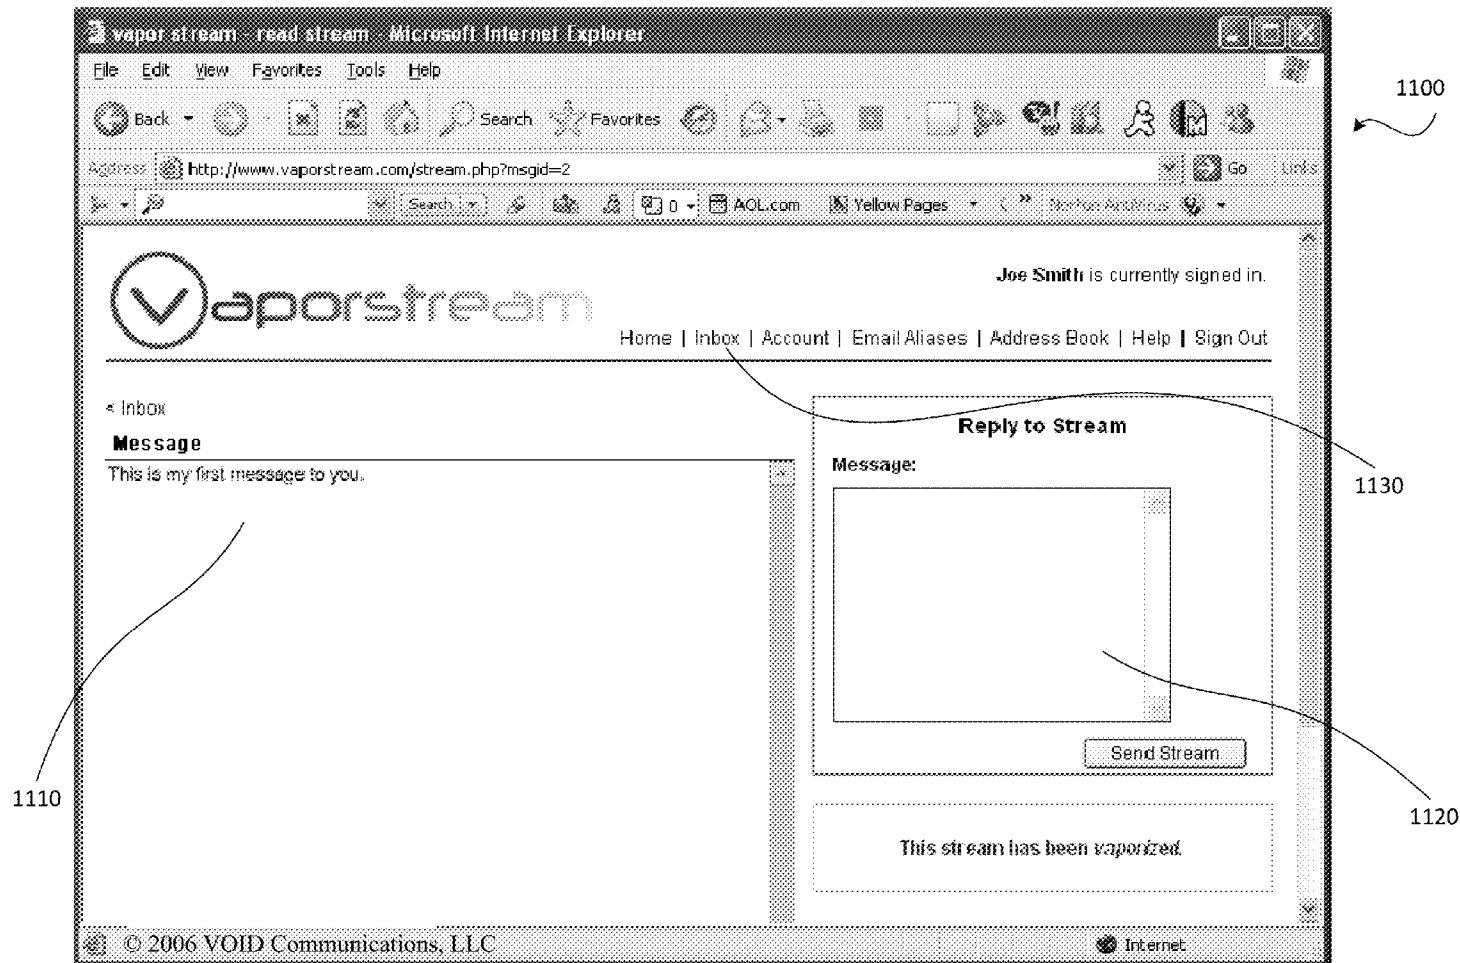 vapor stream - read stream - Microsoft Internet Explorer
File Edit View Favorites Tools Help
1100
Back Search Favorites
Address http://www.vaporstream.com/stream.php?msgid=2 Go Links
Search 0 AOL.com Yellow Pages » Norton AntiVirus
Vaporstream
Joe Smith is currently signed in.
Home | Inbox | Account | Email Aliases | Address Book | Help | Sign Out
< Inbox
Message
This is my first message to you.
Reply to Stream
Message:
1130
Send Stream
1110
1120
This stream has been vaporized.
© 2006 VOID Communications, LLC
Internet